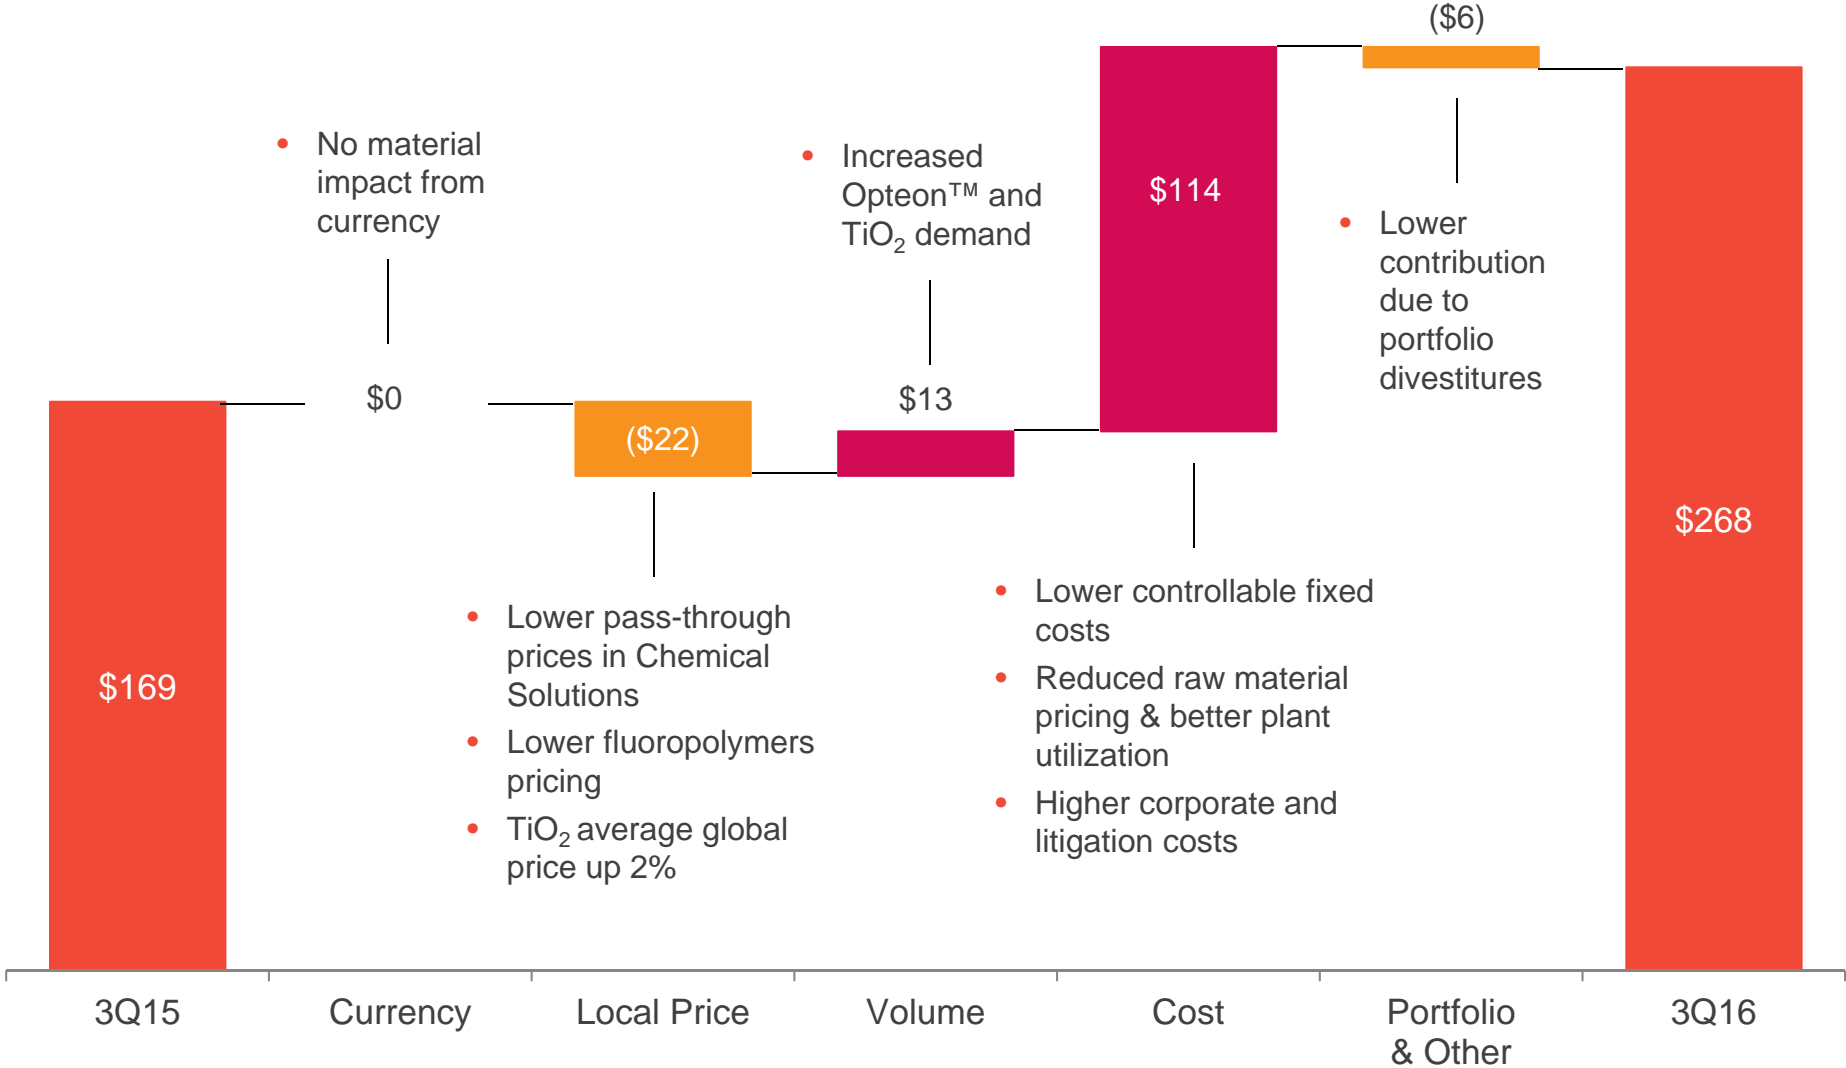 ($6)
• No material
impact from
currency
• Increased
Opteon™ and
TiO₂ demand
$114
• Lower
contribution
due to
portfolio
divestitures
$0
($22)
$13
$268
• Lower pass-through
prices in Chemical
Solutions
• Lower fluoropolymers
pricing
• TiO₂ average global
price up 2%
• Lower controllable fixed
costs
• Reduced raw material
pricing & better plant
utilization
• Higher corporate and
litigation costs
$169
3Q15
Currency
Local Price
Volume
Cost
Portfolio
& Other
3Q16